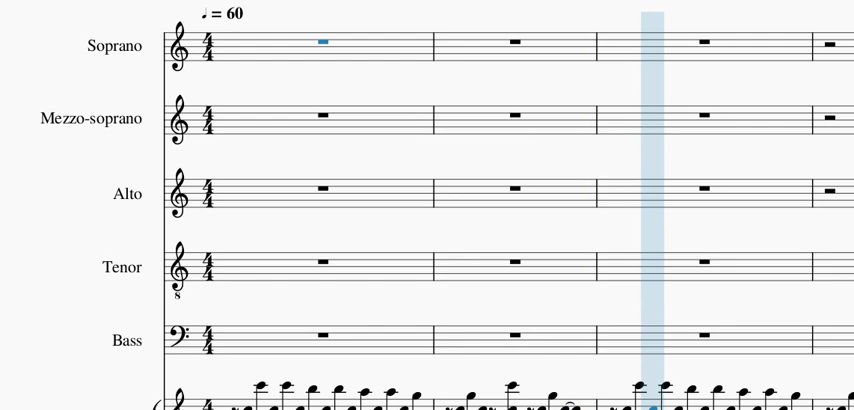 ♩ = 60
Soprano
Mezzo-soprano
Alto
Tenor
Bass